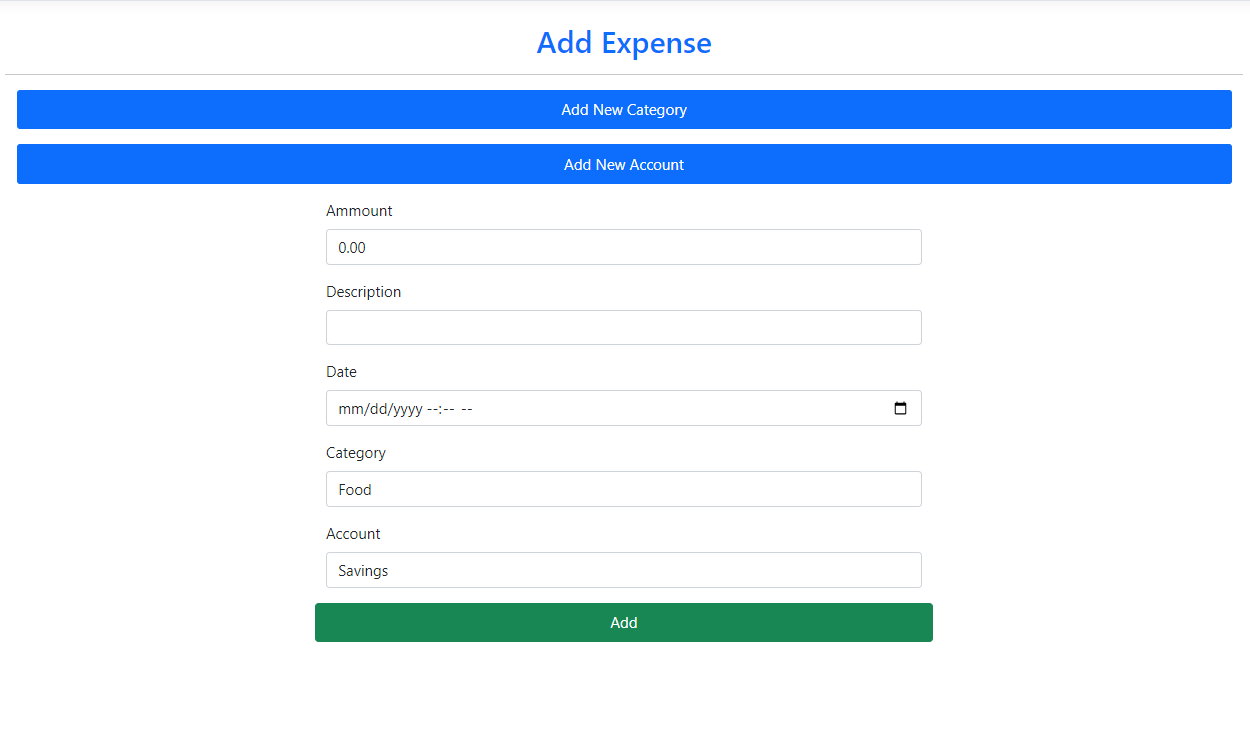 Add Expense
Add New Category
Add New Account
Ammount
0.00
Description
Date
mm/dd/yyyy --:-- --
Category
Food
Account
Savings
Add